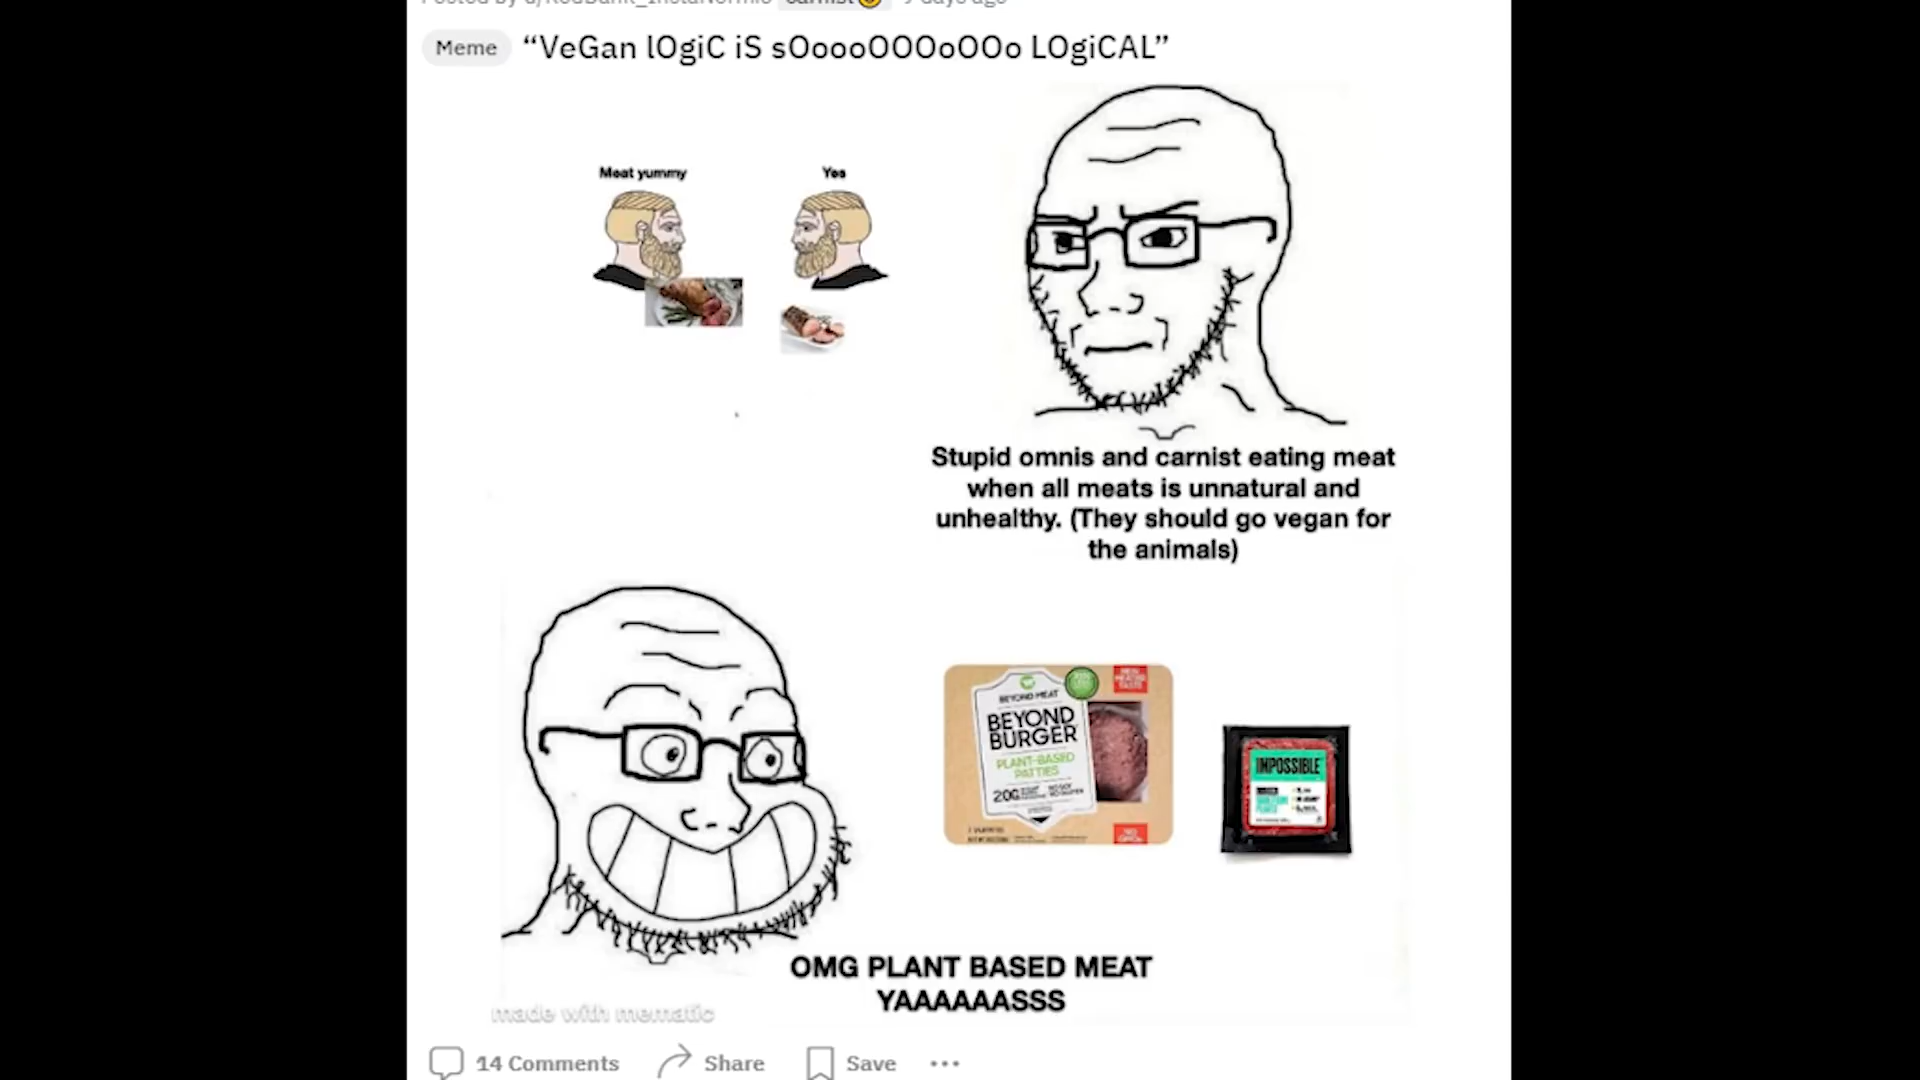 Meme "VeGan lOgiC iS sOoooOOOoOOo LOgiCAL"
Meat yummy
Yes
Stupid omnis and carnist eating meat
when all meats is unnatural and
unhealthy. (They should go vegan for
the animals)
BEYOND MEAT
BEYOND
BURGER
PLANT-BASED
PATTIES
20G
IMPOSSIBLE
OMG PLANT BASED MEAT
YAAAAAASSS
made with mematic
14 Comments Share Save